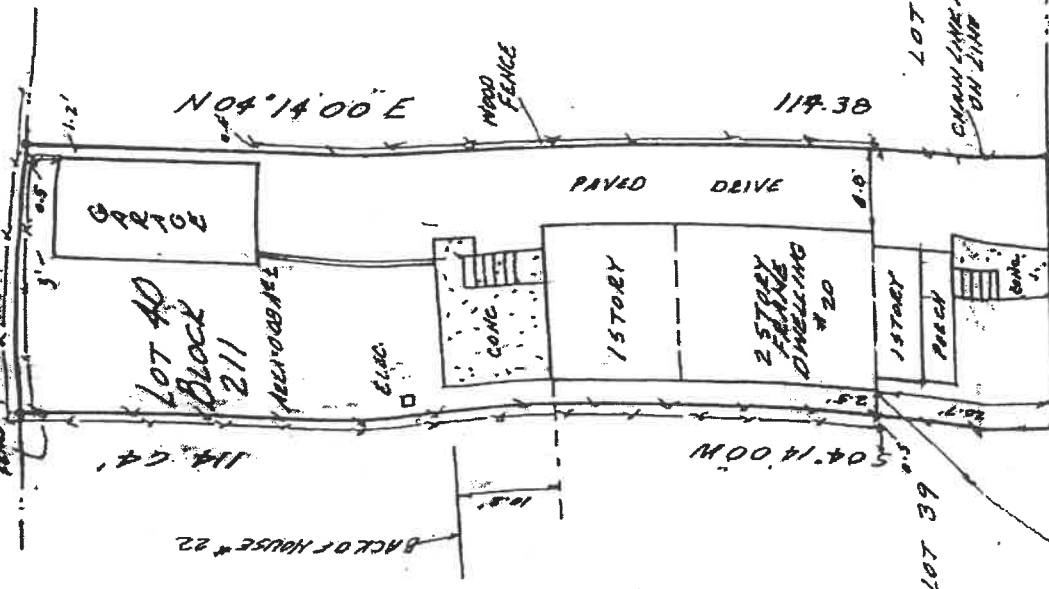 N 04°14'00" E
114.38
WOOD
FENCE
LOT
CHAIN LINK
ON LINE
1.2'
0.5'
3'
GARAGE
PAVED DRIVE
8.0'
LOT 40
BLOCK
211
ELEC.
CONC.
1 STORY
2 STORY
FRAME
DWELLING
#20
1 STORY
PORCH
CONC.
2.5'
114.64'
S 04°14'00" W
0.5
LOT 39
BACK OF HOUSE #22